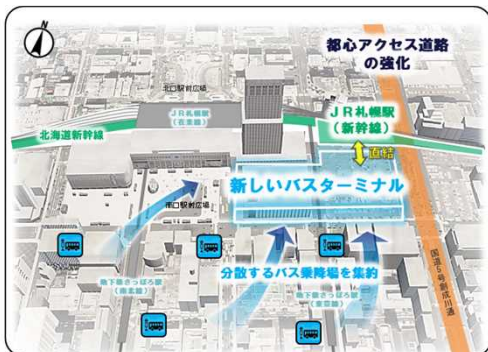 N
都心アクセス道路
の強化
北口駅前広場
JR札幌駅
(在来線)
JR札幌駅
(新幹線)
北海道新幹線
直結
新しいバスターミナル
南口駅前広場
分散するバス乗降場を集約
地下鉄さっぽろ駅
(南北線)
地下鉄さっぽろ駅
(東豊線)
国道5号創成川通